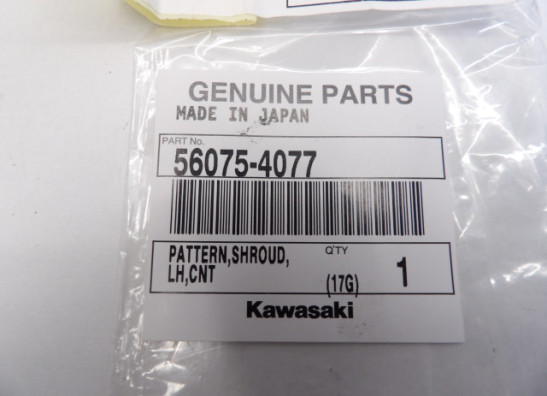 GENUINE PARTS
MADE IN JAPAN
PART No.
56075-4077
PATTERN,SHROUD,
LH,CNT
Q'TY
(17G) 1
Kawasaki